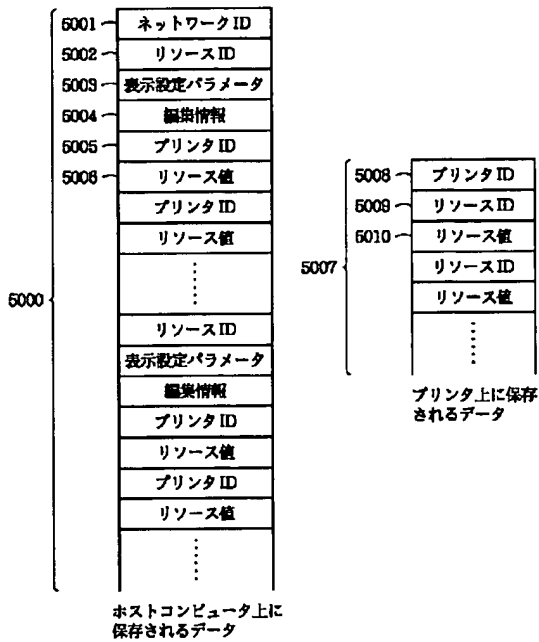 5001 ネットワークID
5002 リソースID
5003 表示設定パラメータ
5004 編集情報
5005 プリンタID
5006 リソース値
プリンタID
リソース値
5000
リソースID
表示設定パラメータ
編集情報
プリンタID
リソース値
プリンタID
リソース値
ホストコンピュータ上に
保存されるデータ
5008 プリンタID
5009 リソースID
5010 リソース値
5007
リソースID
リソース値
プリンタ上に保存
されるデータ